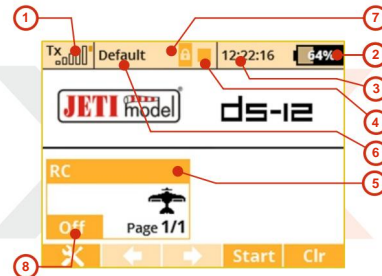 1
7
Tx
Default
12:22:16
64%
2
3
4
JETI model
ds-12
6
RC
5
Off
Page 1/1
8
Start
Clr